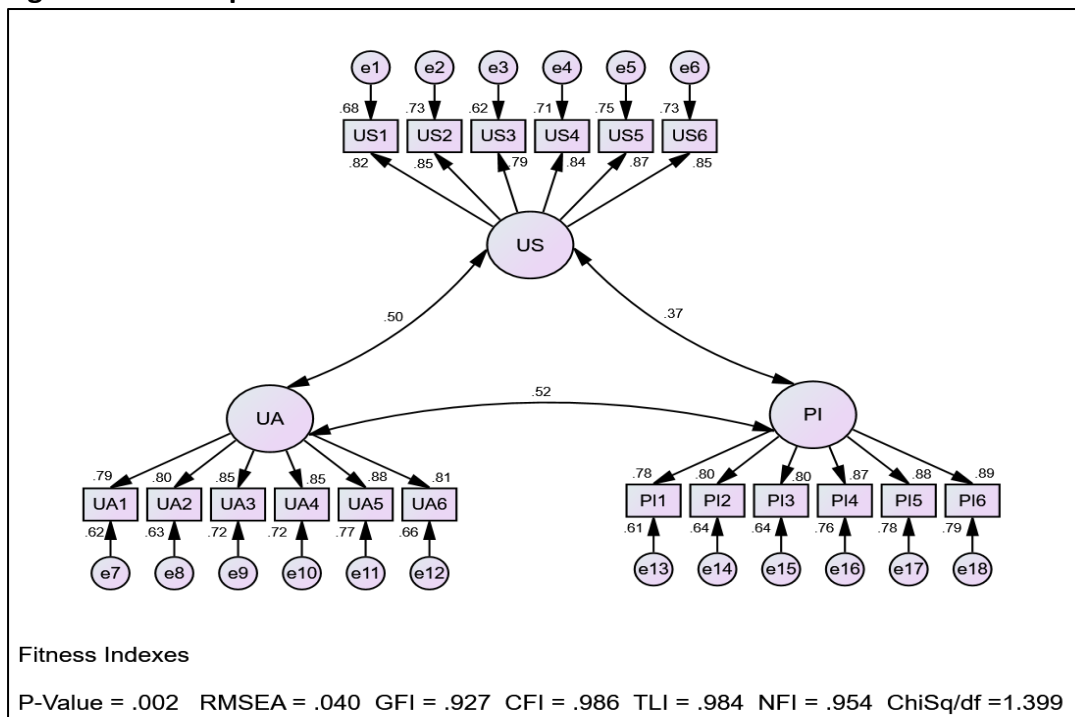 e1 e2 e3 e4 e5 e6
.68 .73 .62 .71 .75 .73
US1 US2 US3 US4 US5 US6
.82 .85 .79 .84 .87 .85
US
.50 .37
.52
UA PI
.79 .80 .85 .85 .88 .81 .78 .80 .80 .87 .88 .89
UA1 UA2 UA3 UA4 UA5 UA6 PI1 PI2 PI3 PI4 PI5 PI6
.62 .63 .72 .72 .77 .66 .61 .64 .64 .76 .78 .79
e7 e8 e9 e10 e11 e12 e13 e14 e15 e16 e17 e18
Fitness Indexes
P-Value = .002 RMSEA = .040 GFI = .927 CFI = .986 TLI = .984 NFI = .954 ChiSq/df =1.399